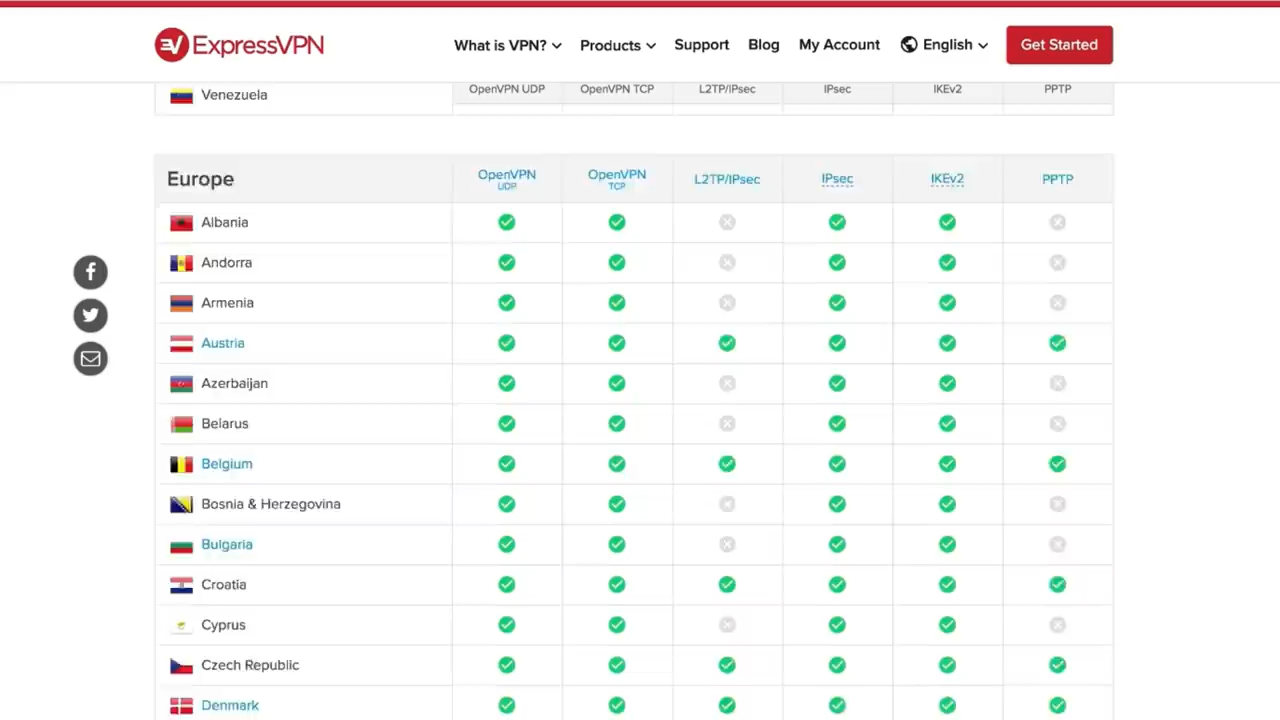 ExpressVPN What is VPN? Products Support Blog My Account English Get Started
Venezuela OpenVPN UDP OpenVPN TCP L2TP/IPsec IPsec IKEv2 PPTP
Europe OpenVPN UDP OpenVPN TCP L2TP/IPsec IPsec IKEv2 PPTP
Albania
Andorra
Armenia
Austria
Azerbaijan
Belarus
Belgium
Bosnia & Herzegovina
Bulgaria
Croatia
Cyprus
Czech Republic
Denmark